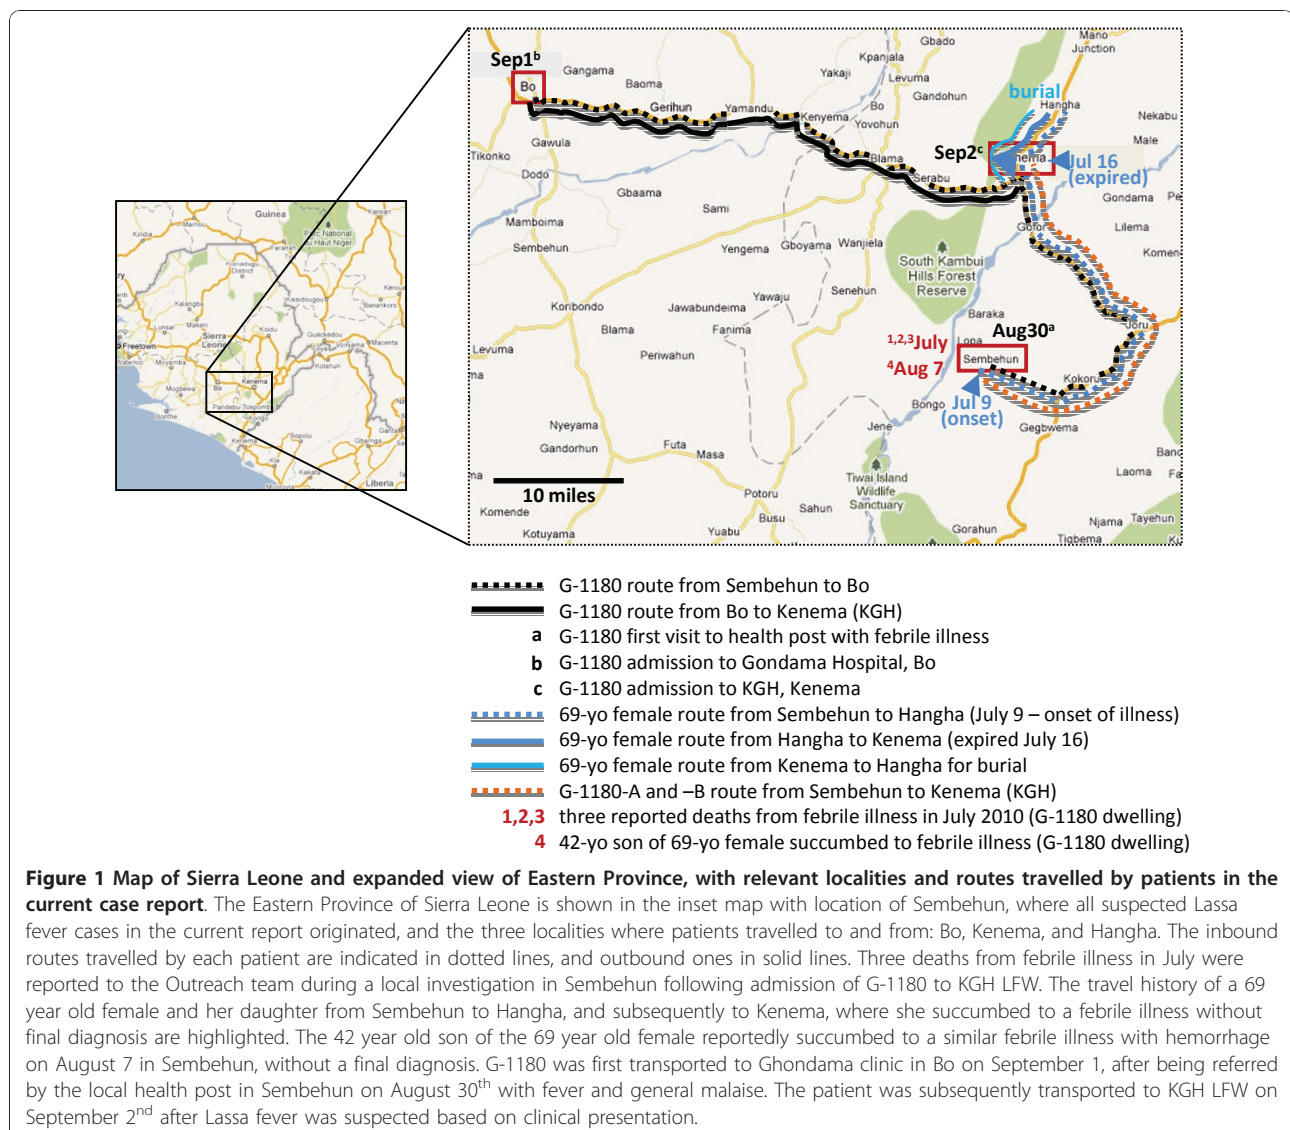 Sep1ᵇ
Bo
Gangama
Baoma
Gerihun
Yamandu
Kenyema
Yakaji
Kpanjala
Gbado
Levuma
Gandohun
Bo
Yovohun
Mano
Junction
burial
Hangha
Nekabu
Male
Tikonko
Gawula
Dodo
Gbaama
Blama
Serabu
Sep2ᶜ
Jul 16
(expired)
Gondama
Pe
Mamboima
Sami
Sembehun
Yengema
Gboyama
Wanjiela
Lilema
Komen
South Kambui
Hills Forest
Reserve
Senehun
Koribondo
Jawabundeima
Yawaju
Baraka
Blama
Fanima
Joru
Levuma
Periwahun
¹,²,³July
⁴Aug 7
Aug30ᵃ
Lopa
Sembehun
Kokoru
Jul 9
(onset)
Bongo
Gegbwema
Nyeyama
Jene
Gandorhun
Futa
Masa
Tiwai Island
Wildlife
Sanctuary
Laoma
Fa
10 miles
Potoru
Komende
Sahun
Busu
Kotuyama
Yuabu
Gorahun
Njama
Tayehun
Tigbema
Guinea
Parc National
du Haut Niger
Sierra
Leone
Freetown
Bo
Kenema
Liberia
G-1180 route from Sembehun to Bo
G-1180 route from Bo to Kenema (KGH)
a G-1180 first visit to health post with febrile illness
b G-1180 admission to Gondama Hospital, Bo
c G-1180 admission to KGH, Kenema
69-yo female route from Sembehun to Hangha (July 9 – onset of illness)
69-yo female route from Hangha to Kenema (expired July 16)
69-yo female route from Kenema to Hangha for burial
G-1180-A and –B route from Sembehun to Kenema (KGH)
1,2,3 three reported deaths from febrile illness in July 2010 (G-1180 dwelling)
4 42-yo son of 69-yo female succumbed to febrile illness (G-1180 dwelling)
Figure 1 Map of Sierra Leone and expanded view of Eastern Province, with relevant localities and routes travelled by patients in the
current case report. The Eastern Province of Sierra Leone is shown in the inset map with location of Sembehun, where all suspected Lassa
fever cases in the current report originated, and the three localities where patients travelled to and from: Bo, Kenema, and Hangha. The inbound
routes travelled by each patient are indicated in dotted lines, and outbound ones in solid lines. Three deaths from febrile illness in July were
reported to the Outreach team during a local investigation in Sembehun following admission of G-1180 to KGH LFW. The travel history of a 69
year old female and her daughter from Sembehun to Hangha, and subsequently to Kenema, where she succumbed to a febrile illness without
final diagnosis are highlighted. The 42 year old son of the 69 year old female reportedly succumbed to a similar febrile illness with hemorrhage
on August 7 in Sembehun, without a final diagnosis. G-1180 was first transported to Ghondama clinic in Bo on September 1, after being referred
by the local health post in Sembehun on August 30ᵗʰ with fever and general malaise. The patient was subsequently transported to KGH LFW on
September 2ⁿᵈ after Lassa fever was suspected based on clinical presentation.